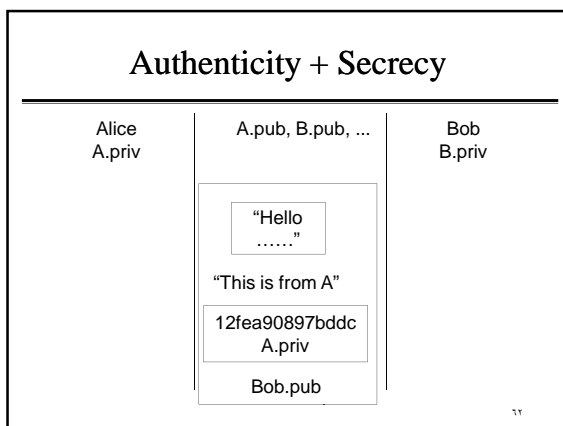 Authenticity + Secrecy
Alice
A.priv
A.pub, B.pub, ...
Bob
B.priv
“Hello
……”
“This is from A”
12fea90897bddc
A.priv
Bob.pub
٦٢